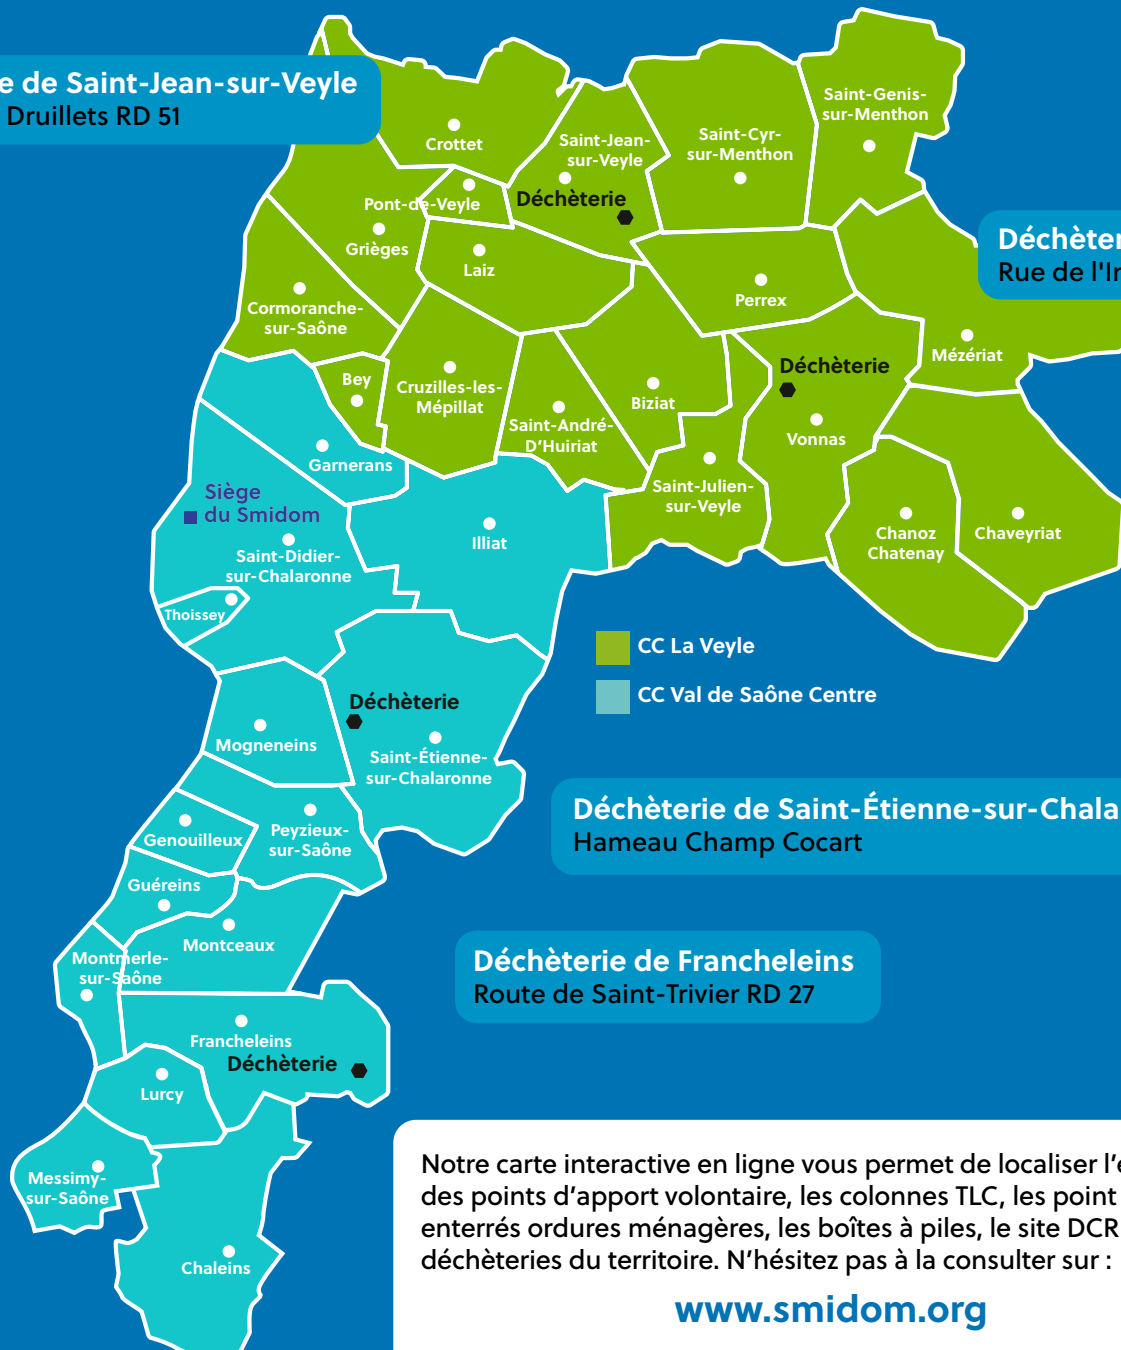 de Saint-Jean-sur-Veyle
Druillets RD 51
Saint-Genis-
sur-Menthon
Crottet
Saint-Jean-
sur-Veyle
Saint-Cyr-
sur-Menthon
Pont-de-Veyle
Déchèterie
Grièges
Laiz
Rue de l'
Perrex
Cormoranche-
sur-Saône
Mézériat
Déchèterie
Bey
Cruzilles-les-
Mépillat
Biziat
Saint-André-
D'Huiriat
Vonnas
Garnerans
Saint-Julien-
sur-Veyle
Siège
du Smidom
Illiat
Chanoz
Chatenay
Chaveyriat
Saint-Didier-
sur-Chalaronne
Thoissey
CC La Veyle
CC Val de Saône Centre
Déchèterie
Mogneneins
Saint-Étienne-
sur-Chalaronne
Déchèterie de
Hameau Champ Cocart
Genouilleux
Peyzieux-
sur-Saône
Guéreins
Montceaux
Montmerle-
sur-Saône
Déchèterie de Francheleins
Route de Saint-Trivier RD 27
Francheleins
Déchèterie
Lurcy
Messimy-
sur-Saône
Chaleins
Notre carte interactive en ligne vous permet de localiser
des points d'apport volontaire, les colonnes TLC, les point
enterrés ordures ménagères, les boîtes à piles, le site DCR
déchèteries du territoire. N'hésitez pas à la consulter sur :
www.smidom.org